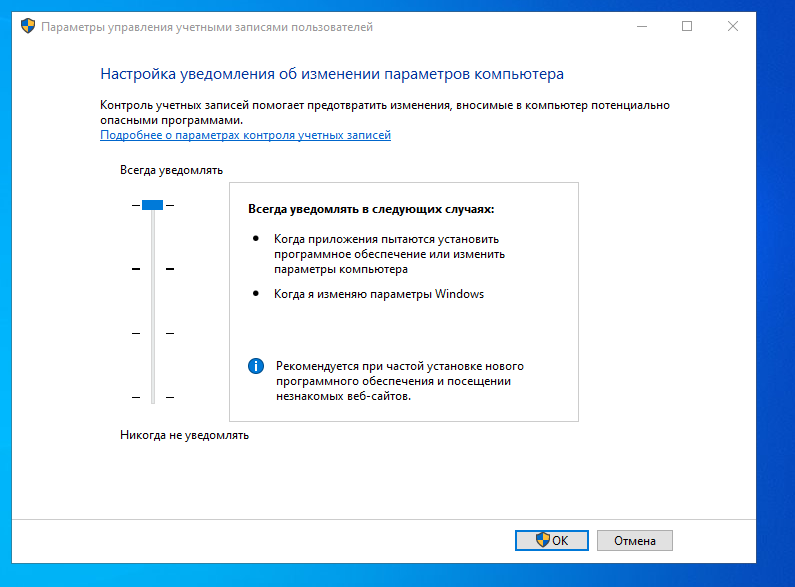 Параметры управления учетными записями пользователей
Настройка уведомления об изменении параметров компьютера
Контроль учетных записей помогает предотвратить изменения, вносимые в компьютер потенциально
опасными программами.
Подробнее о параметрах контроля учетных записей
Всегда уведомлять
Всегда уведомлять в следующих случаях:
Когда приложения пытаются установить
программное обеспечение или изменить
параметры компьютера
Когда я изменяю параметры Windows
Рекомендуется при частой установке нового
программного обеспечения и посещении
незнакомых веб-сайтов.
Никогда не уведомлять
ОК
Отмена